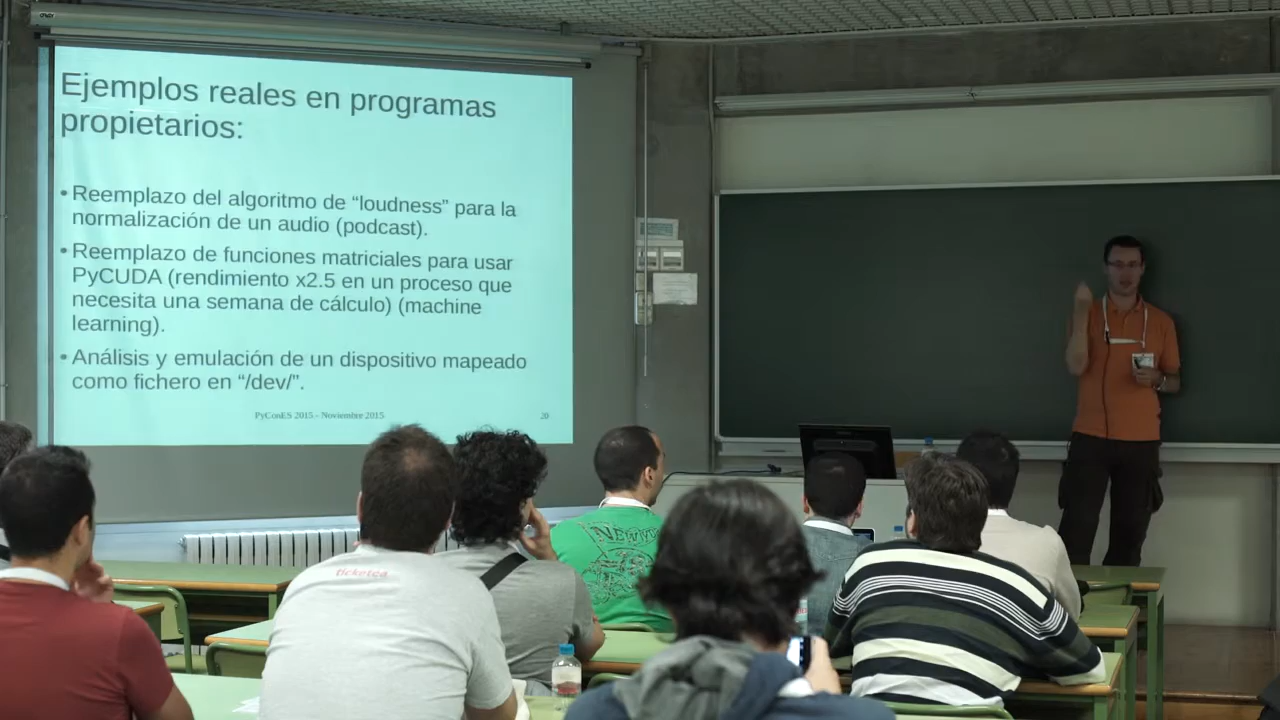 Ejemplos reales en programas
propietarios:
• Reemplazo del algoritmo de “loudness” para la
normalización de un audio (podcast).
• Reemplazo de funciones matriciales para usar
PyCUDA (rendimiento x2.5 en un proceso que
necesita una semana de cálculo) (machine
learning).
• Análisis y emulación de un dispositivo mapeado
como fichero en “/dev/”.
PyConES 2015 - Noviembre 2015
20
ticketea